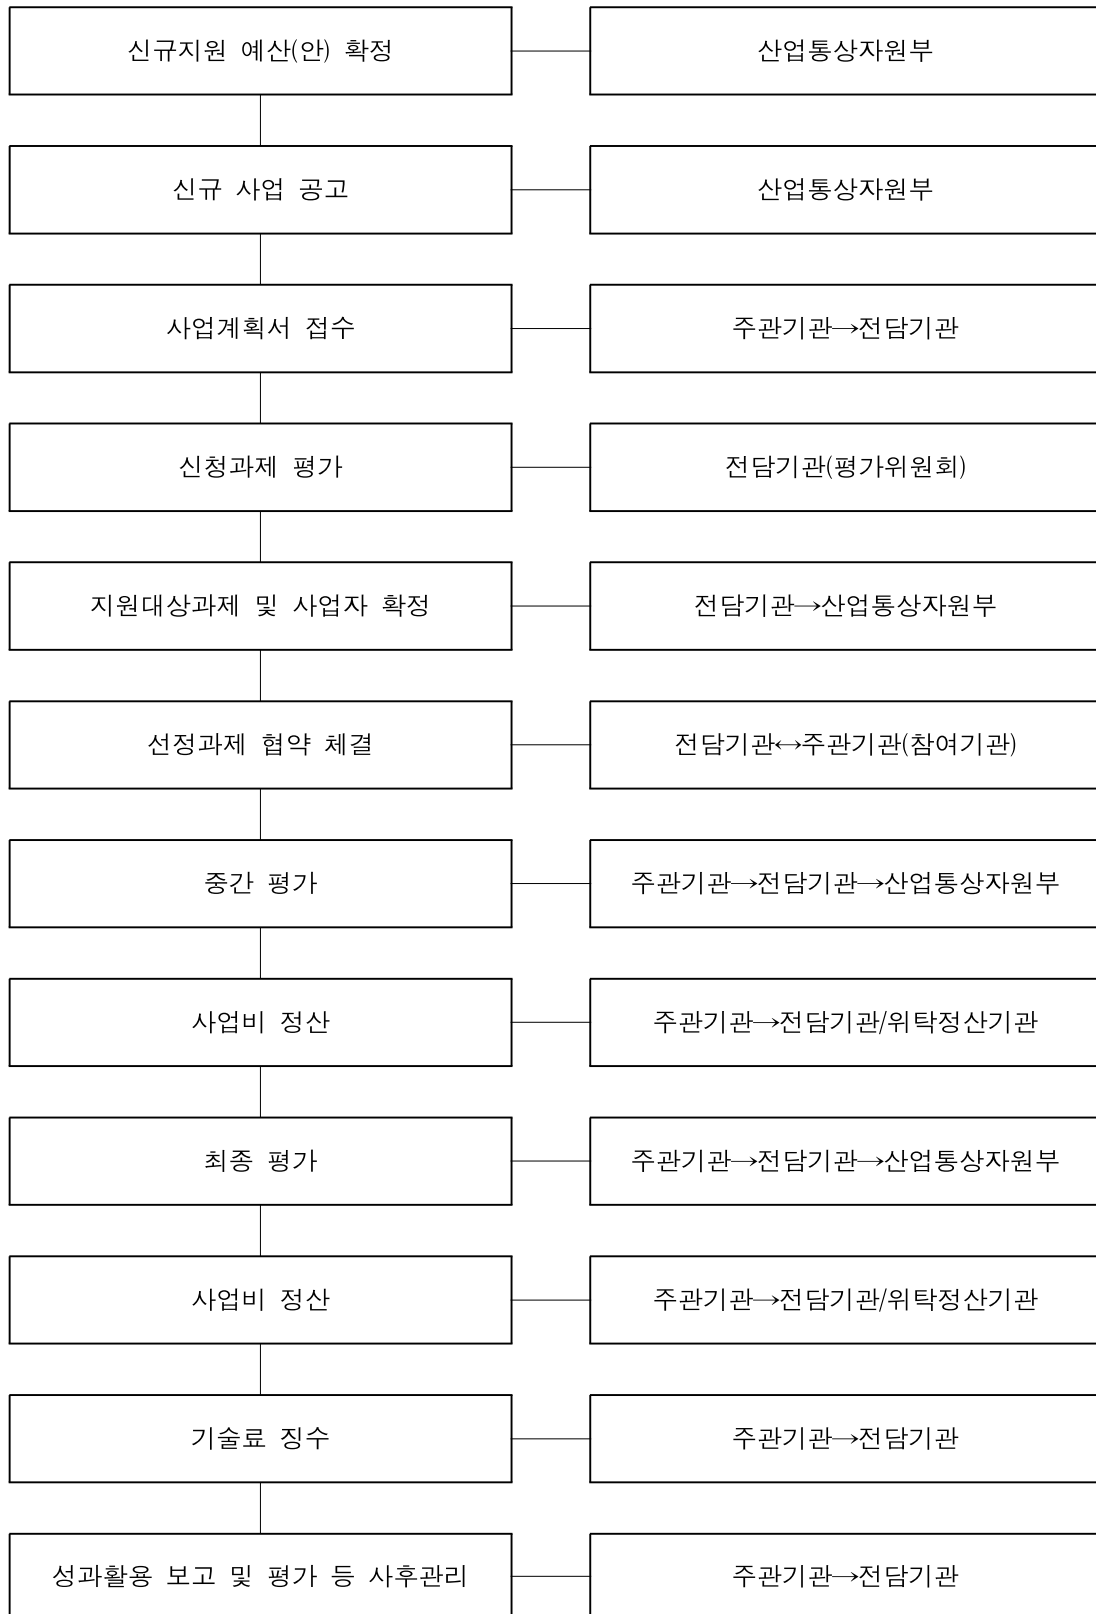 신규지원 예산(안) 확정
산업통상자원부
신규 사업 공고
산업통상자원부
사업계획서 접수
주관기관→전담기관
신청과제 평가
전담기관(평가위원회)
지원대상과제 및 사업자 확정
전담기관→산업통상자원부
선정과제 협약 체결
전담기관↔주관기관(참여기관)
중간 평가
주관기관→전담기관→산업통상자원부
사업비 정산
주관기관→전담기관/위탁정산기관
최종 평가
주관기관→전담기관→산업통상자원부
사업비 정산
주관기관→전담기관/위탁정산기관
기술료 징수
주관기관→전담기관
성과활용 보고 및 평가 등 사후관리
주관기관→전담기관